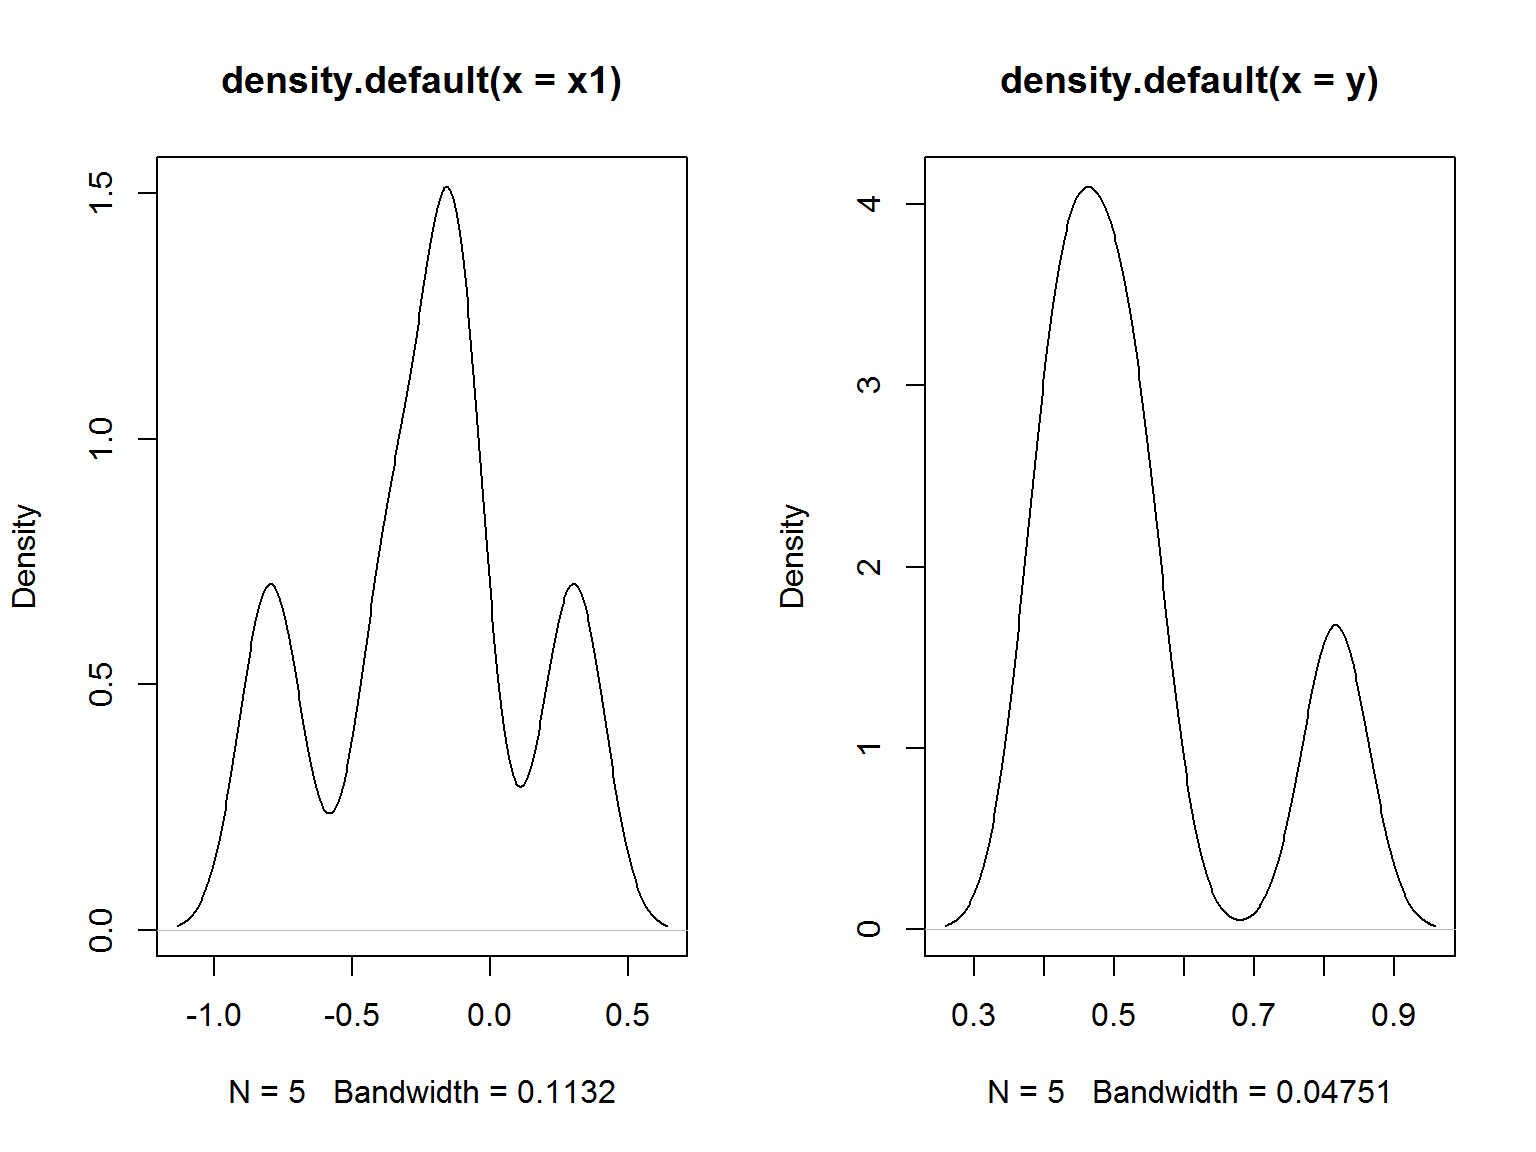 density.default(x = x1)
Density
0.0
0.5
1.0
1.5
-1.0
-0.5
0.0
0.5
N = 5   Bandwidth = 0.1132
density.default(x = y)
Density
0
1
2
3
4
0.3
0.5
0.7
0.9
N = 5   Bandwidth = 0.04751